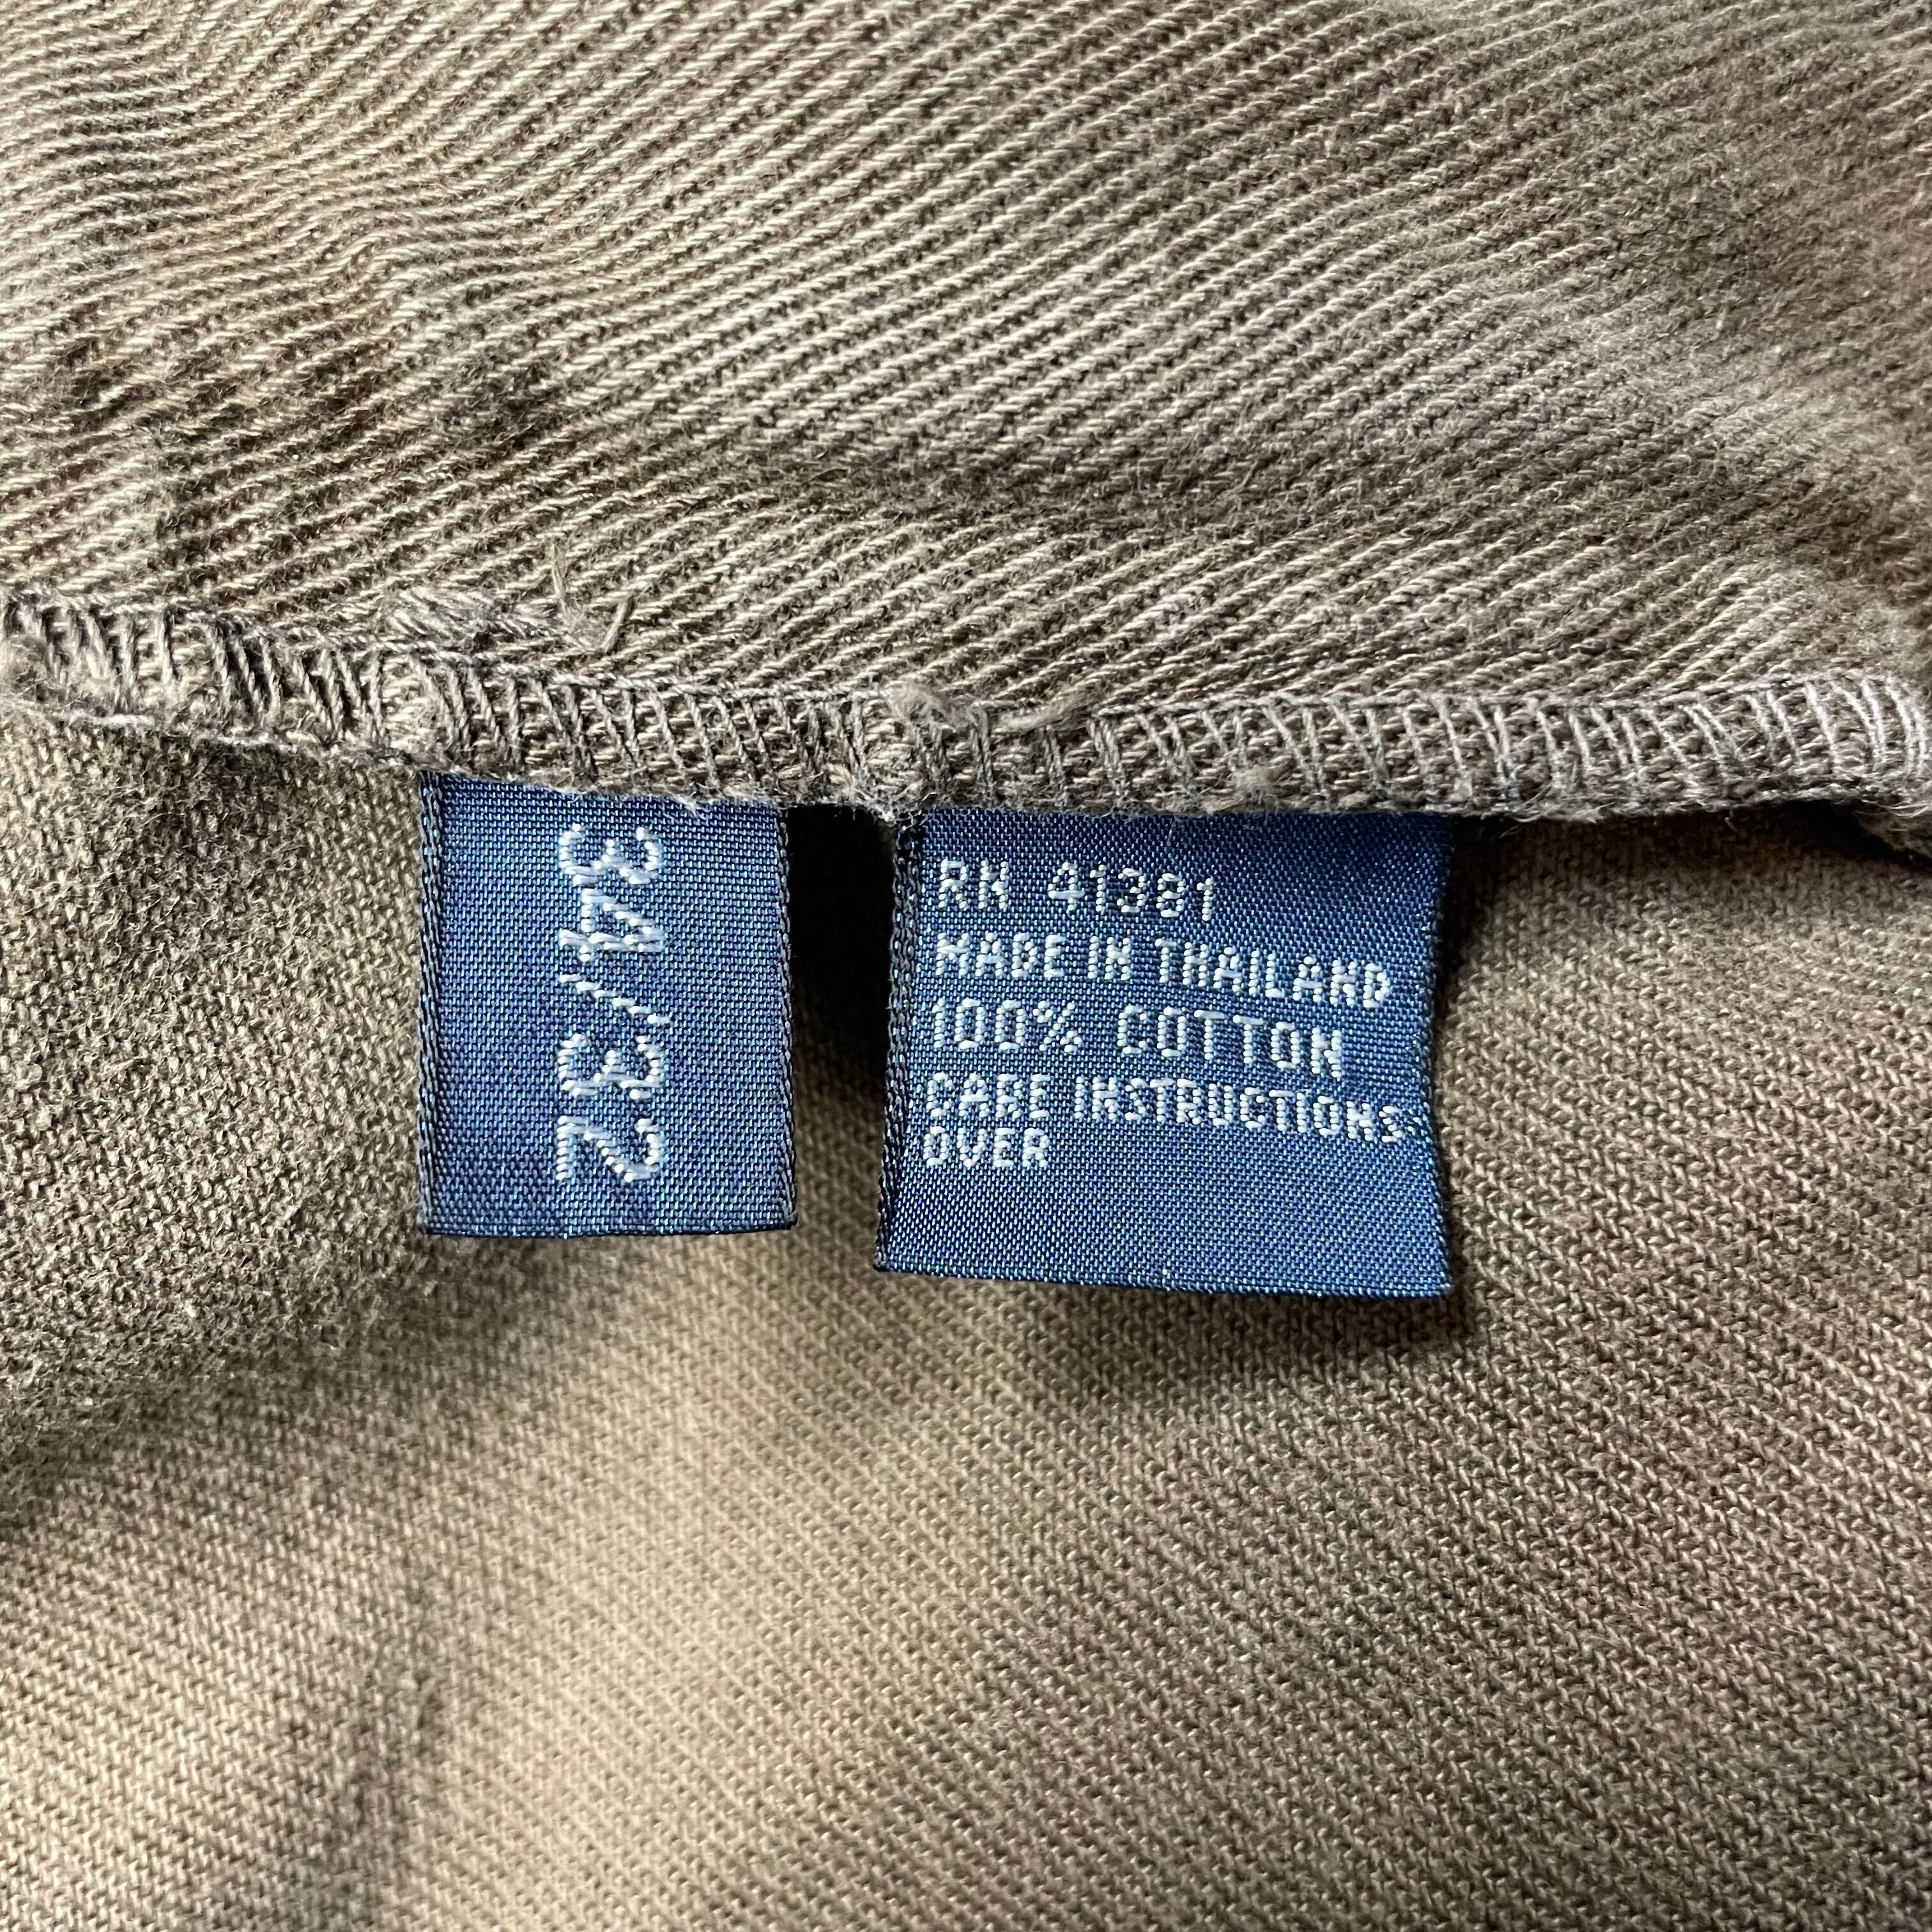 34/32
RN 41381
MADE IN THAILAND
100% COTTON
CARE INSTRUCTIONS
OVER